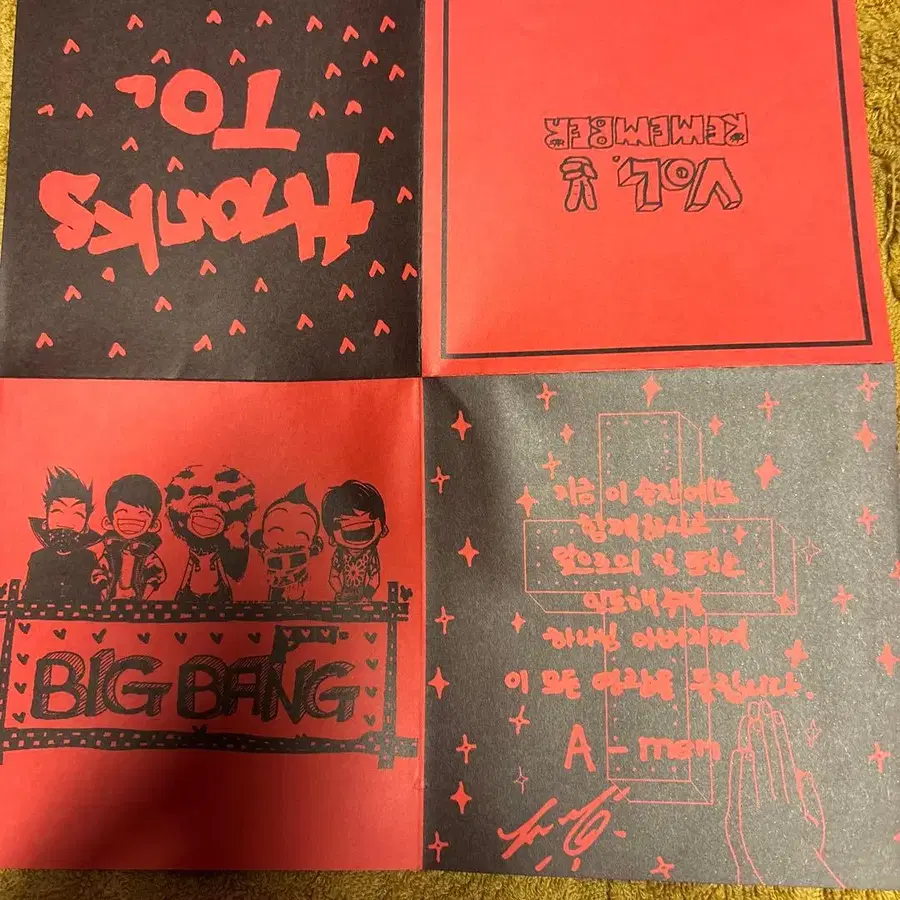 Thanks
To.
VOL. II
REMEMBER
BIG BANG
지금 이 순간에도
함께 하시고
앞으로의 길 또한
인도해 주실
하나님 아버지께
이 모든 영광을 드립니다.
A - men